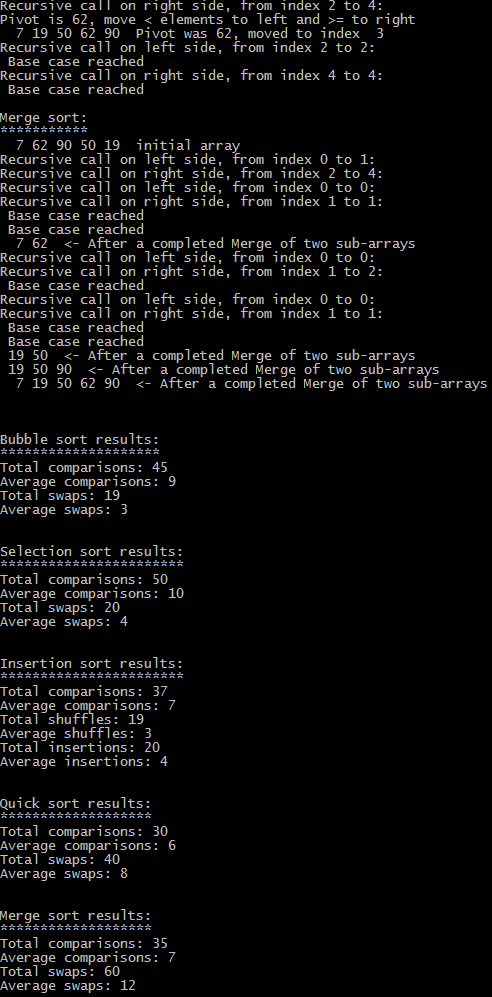 Recursive call on right side, from index 2 to 4:
Pivot is 62, move < elements to left and >= to right
  7 19 50 62 90  Pivot was 62, moved to index  3
Recursive call on left side, from index 2 to 2:
 Base case reached
Recursive call on right side, from index 4 to 4:
 Base case reached

Merge sort:
***********
  7 62 90 50 19  initial array
Recursive call on left side, from index 0 to 1:
Recursive call on right side, from index 2 to 4:
Recursive call on left side, from index 0 to 0:
Recursive call on right side, from index 1 to 1:
 Base case reached
 Base case reached
  7 62  <- After a completed Merge of two sub-arrays
Recursive call on left side, from index 0 to 0:
Recursive call on right side, from index 1 to 2:
 Base case reached
Recursive call on left side, from index 0 to 0:
Recursive call on right side, from index 1 to 1:
 Base case reached
 Base case reached
 19 50  <- After a completed Merge of two sub-arrays
 19 50 90  <- After a completed Merge of two sub-arrays
  7 19 50 62 90  <- After a completed Merge of two sub-arrays

Bubble sort results:
********************
Total comparisons: 45
Average comparisons: 9
Total swaps: 19
Average swaps: 3

Selection sort results:
***********************
Total comparisons: 50
Average comparisons: 10
Total swaps: 20
Average swaps: 4

Insertion sort results:
***********************
Total comparisons: 37
Average comparisons: 7
Total shuffles: 19
Average shuffles: 3
Total insertions: 20
Average insertions: 4

Quick sort results:
*******************
Total comparisons: 30
Average comparisons: 6
Total swaps: 40
Average swaps: 8

Merge sort results:
*******************
Total comparisons: 35
Average comparisons: 7
Total swaps: 60
Average swaps: 12